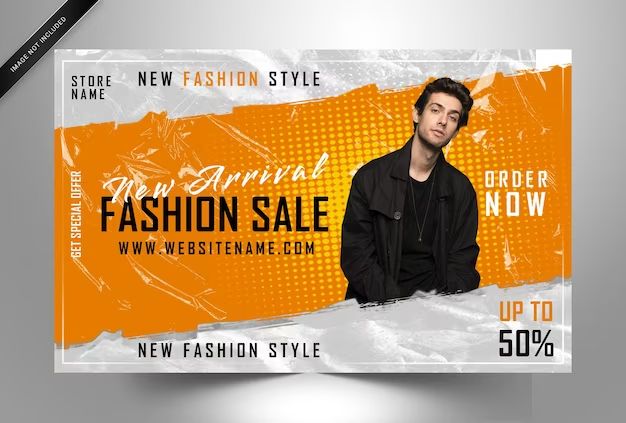 IMAGE NOT INCLUDED
STORE
NAME
NEW FASHION STYLE
GET SPECIAL OFFER
New Arrival
FASHION SALE
WWW.WEBSITENAME.COM
ORDER
NOW
UP TO
50%
NEW FASHION STYLE